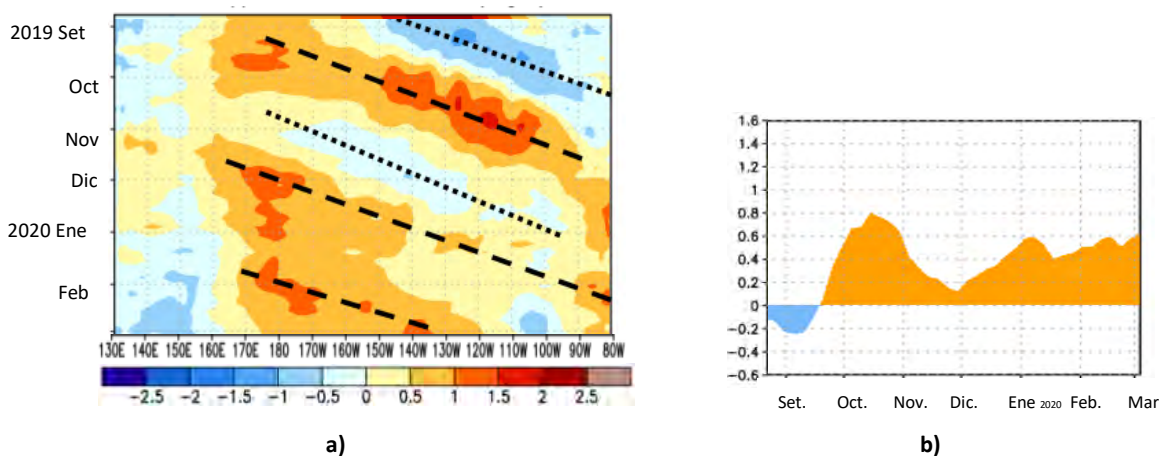 2019 Set
Oct
Nov
Dic
2020 Ene
Feb
130E 140E 150E 160E 170E 180 170W 160W 150W 140W 130W 120W 110W 100W 90W 80W
-2.5 -2 -1.5 -1 -0.5 0 0.5 1 1.5 2 2.5
a)
1.6
1.4
1.2
1
0.8
0.6
0.4
0.2
0
-0.2
-0.4
-0.6
Set. Oct. Nov. Dic. Ene 2020 Feb. Mar
b)